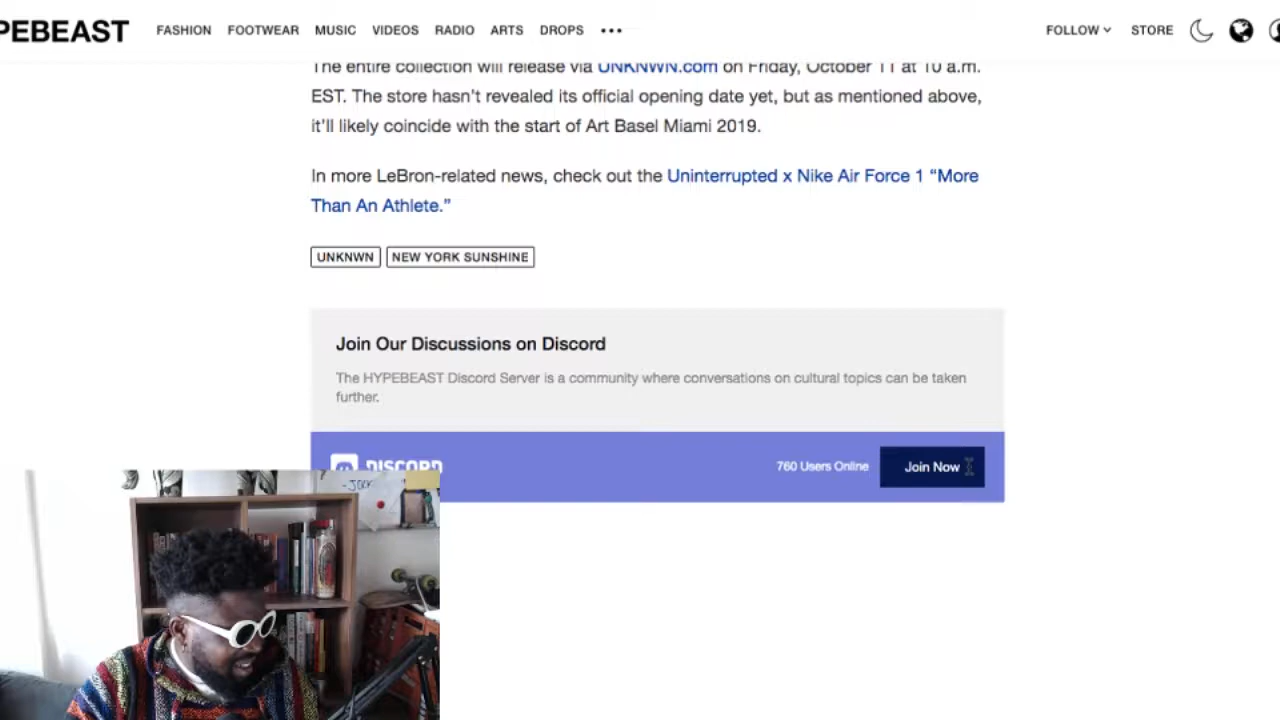 PEBEAST FASHION FOOTWEAR MUSIC VIDEOS RADIO ARTS DROPS ••• FOLLOW STORE
The entire collection will release via UNKNWN.com on Friday, October 11 at 10 a.m.
EST. The store hasn't revealed its official opening date yet, but as mentioned above,
it'll likely coincide with the start of Art Basel Miami 2019.
In more LeBron-related news, check out the Uninterrupted x Nike Air Force 1 “More
Than An Athlete.”
UNKNWN NEW YORK SUNSHINE
Join Our Discussions on Discord
The HYPEBEAST Discord Server is a community where conversations on cultural topics can be taken
further.
DISCORD 760 Users Online Join Now